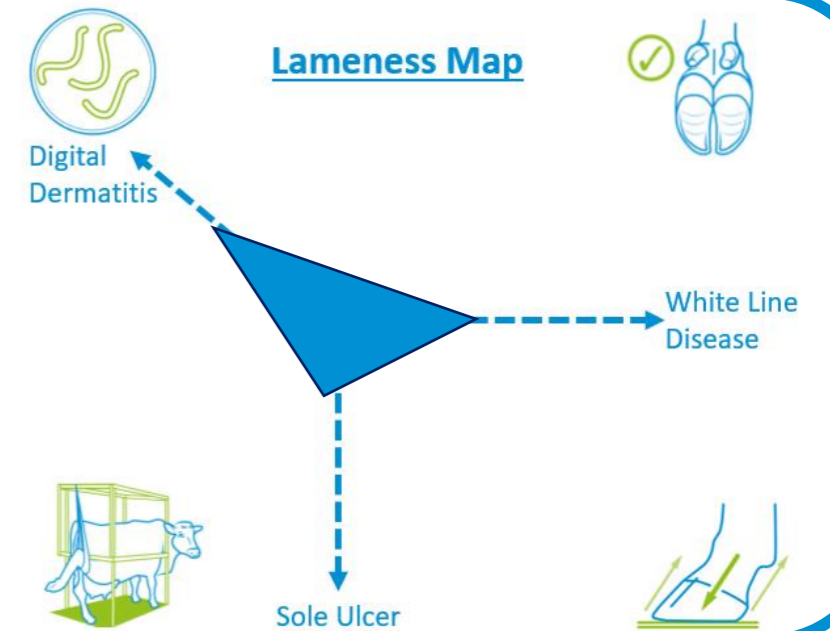 Lameness Map
Digital
Dermatitis
White Line
Disease
Sole Ulcer